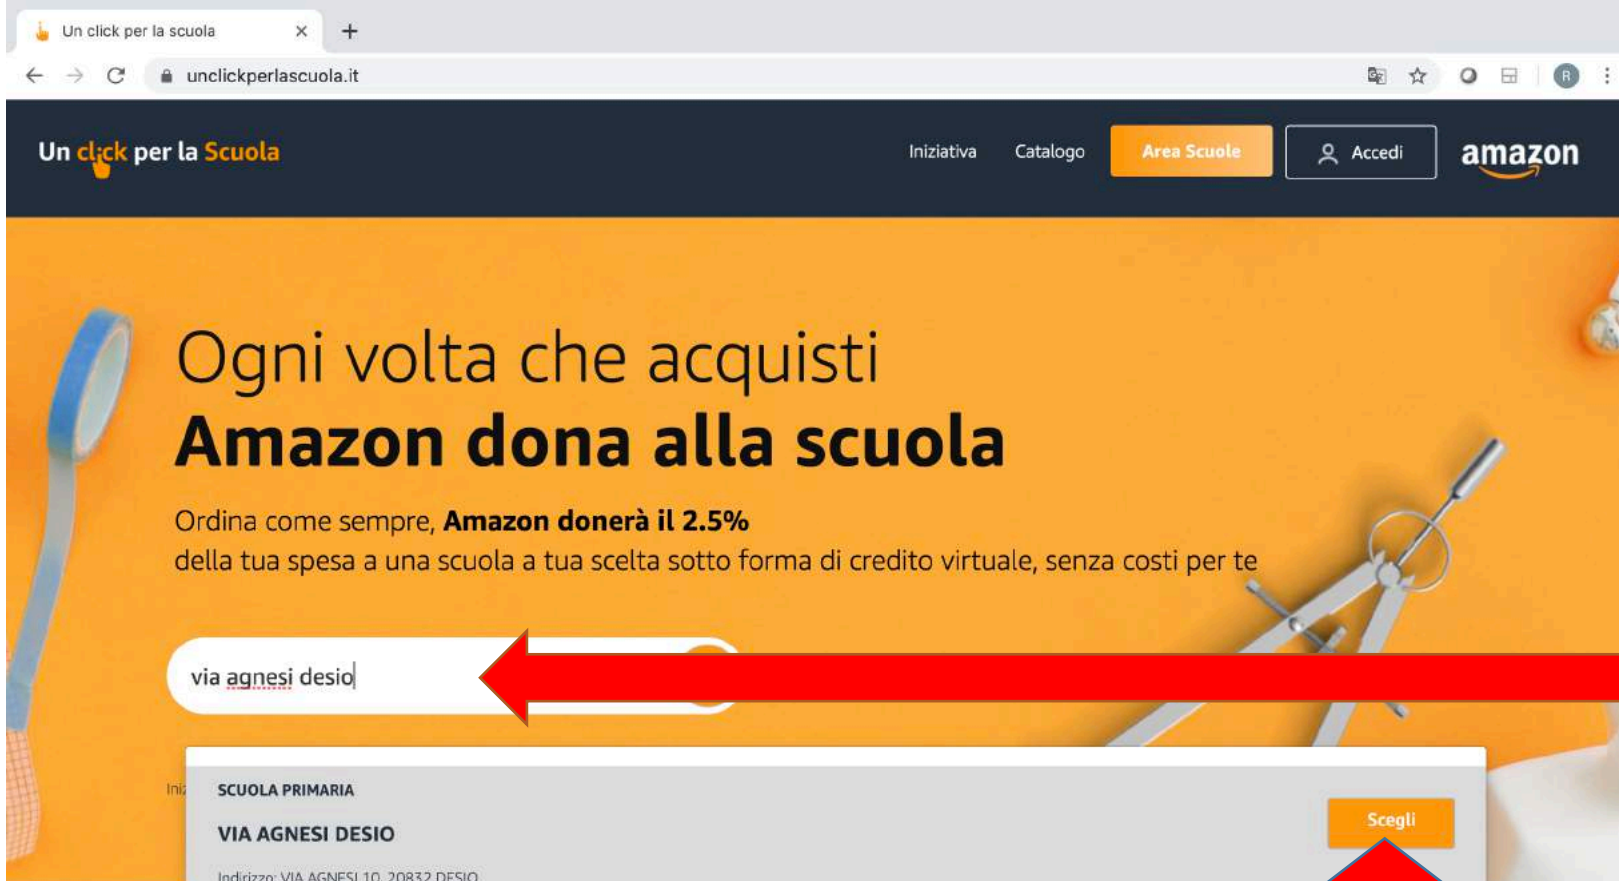 Un click per la scuola
unclickperlascuola.it
R
Un click per la Scuola
Iniziativa
Catalogo
Area Scuole
Accedi
amazon
Ogni volta che acquisti
Amazon dona alla scuola
Ordina come sempre, Amazon donerà il 2.5%
della tua spesa a una scuola a tua scelta sotto forma di credito virtuale, senza costi per te
via agnesi desio
SCUOLA PRIMARIA
VIA AGNESI DESIO
Scegli
Indirizzo: VIA AGNESI 10, 20832 DESIO